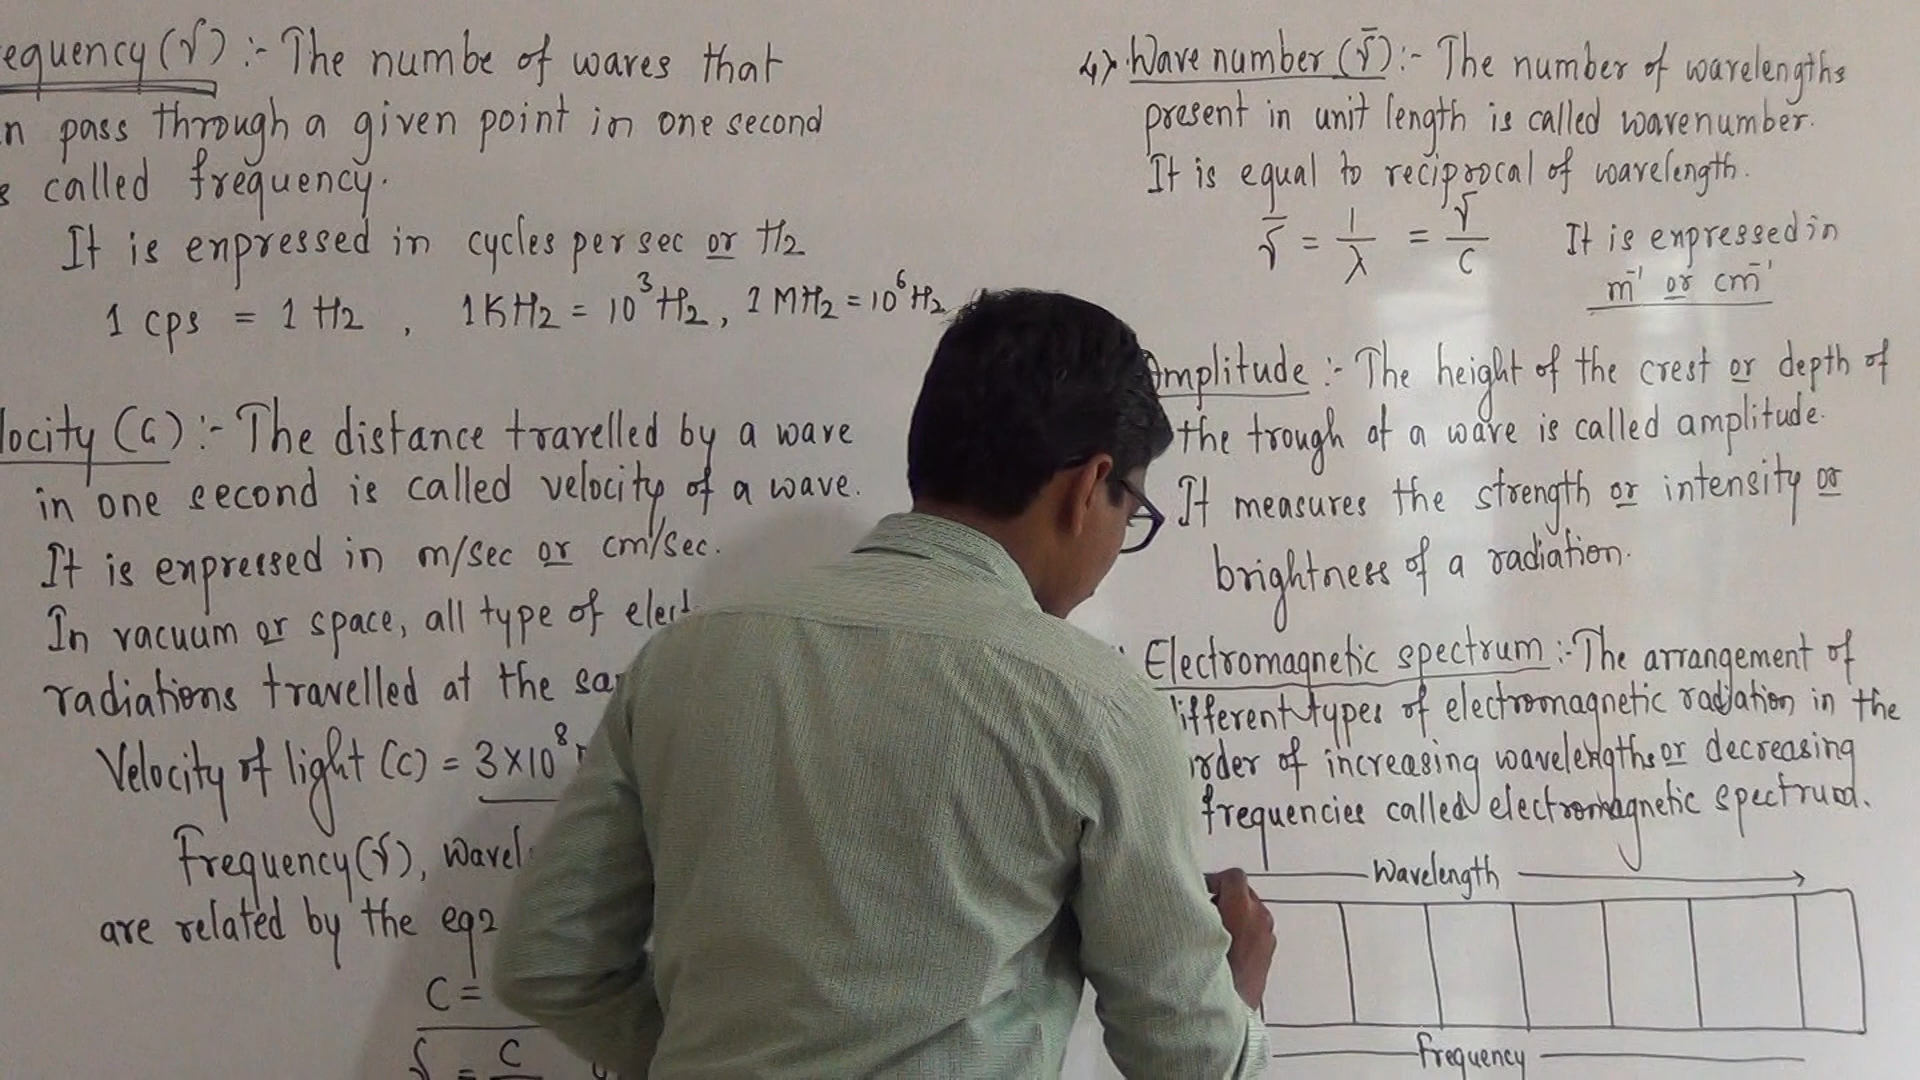 equency (√) :- The numbe of waves that
n pass through a given point in one second
s called frequency.
It is expressed in cycles per sec or Hz
1 cps = 1 Hz , 1 KHz = 10³ Hz, 1 MHz = 10⁶ Hz
locity (C) :- The distance travelled by a wave
in one second is called velocity of a wave.
It is expressed in m/sec or cm/sec.
In vacuum or space, all type of elect
radiations travelled at the sa
Velocity of light (C) = 3×10⁸
Frequency (√), wavel
are related by the eq
C =
√ = C
4) Wave number (√̄) :- The number of wavelengths
present in unit length is called wavenumber.
It is equal to reciprocal of wavelength.
√̄ = 1/λ = √/C It is expressed in
m⁻¹ or cm⁻¹
Amplitude :- The height of the crest or depth of
the trough of a wave is called amplitude.
It measures the strength or intensity or
brightness of a radiation.
Electromagnetic spectrum :- The arrangement of
ifferent types of electromagnetic radiation in the
rder of increasing wavelengths or decreasing
frequencies called electromagnetic spectrum.
Wavelength
Frequency